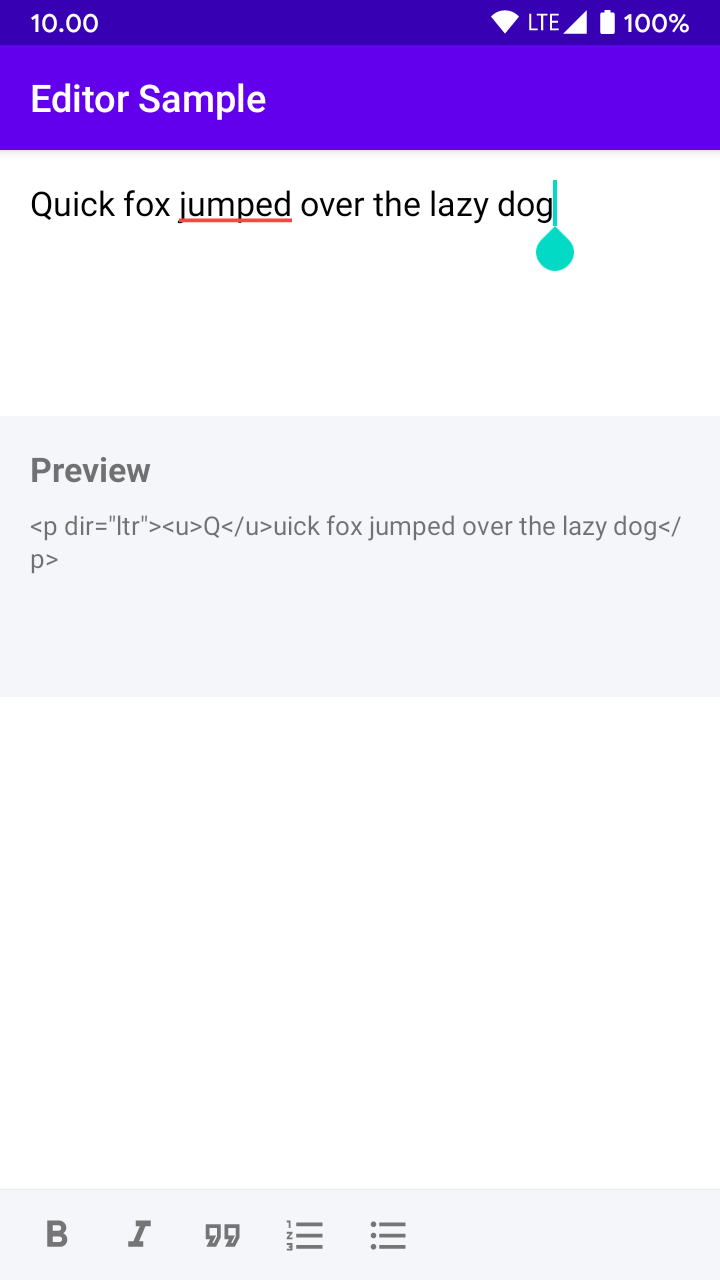 10.00 LTE 100%
Editor Sample
Quick fox jumped over the lazy dog
Preview
<p dir="ltr"><u>Q</u>uick fox jumped over the lazy dog</
p>
B I